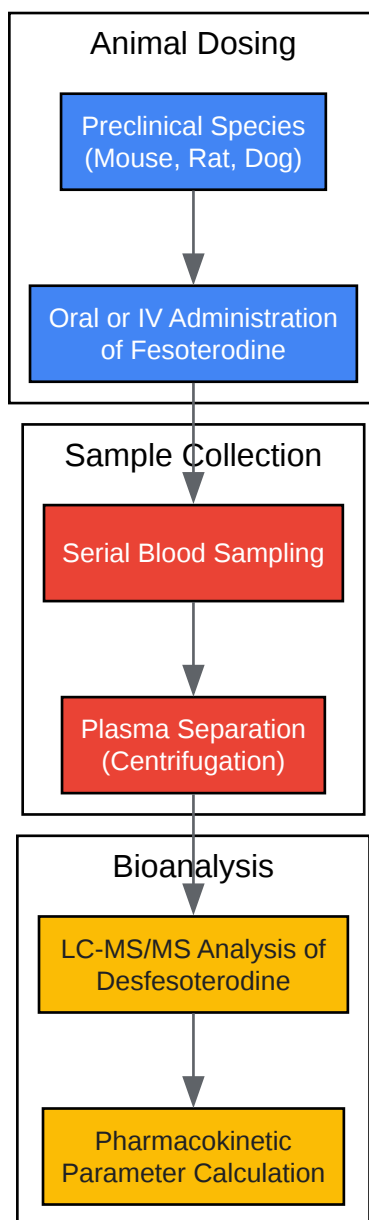 Animal Dosing
Preclinical Species
(Mouse, Rat, Dog)
Oral or IV Administration
of Fesoterodine
Sample Collection
Serial Blood Sampling
Plasma Separation
(Centrifugation)
Bioanalysis
LC-MS/MS Analysis of
Desfesoterodine
Pharmacokinetic
Parameter Calculation